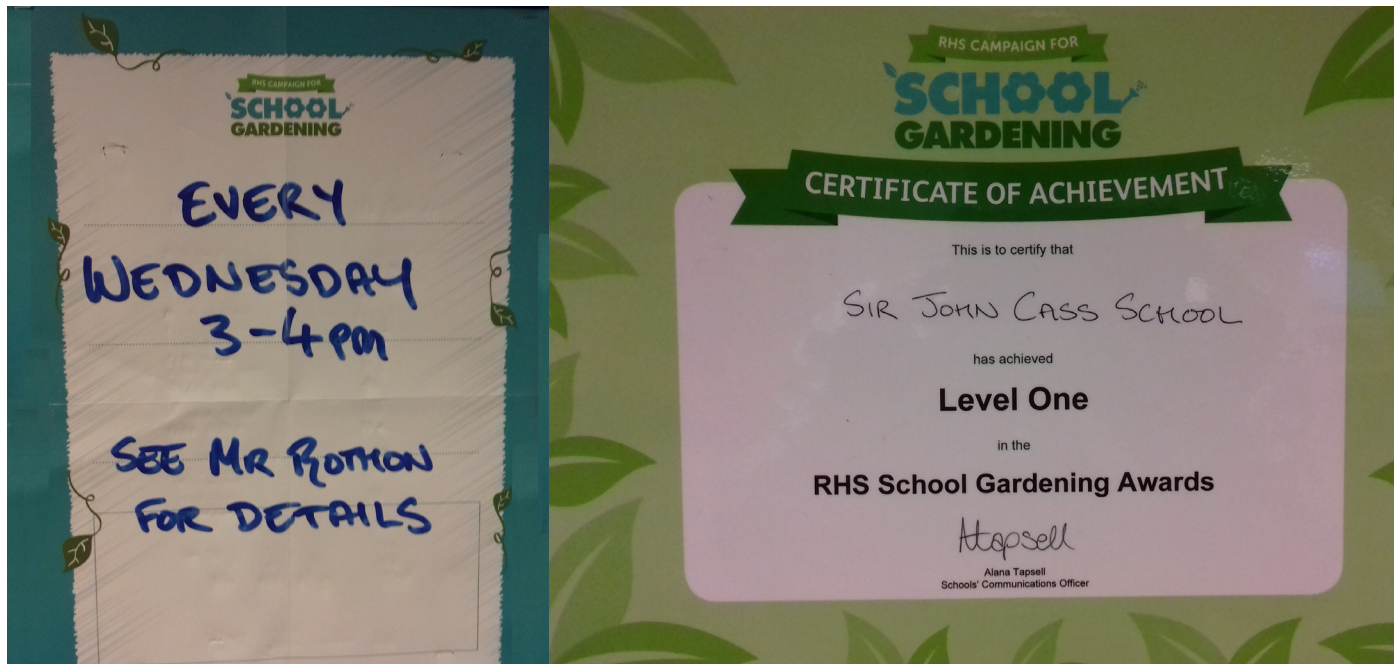 RHS CAMPAIGN FOR
SCHOOL
GARDENING
EVERY
WEDNESDAY
3-4pm
SEE MR ROTHON
FOR DETAILS
RHS CAMPAIGN FOR
SCHOOL
GARDENING
CERTIFICATE OF ACHIEVEMENT
This is to certify that
SIR JOHN CASS SCHOOL
has achieved
Level One
in the
RHS School Gardening Awards
ATapsell
Alana Tapsell
Schools' Communications Officer